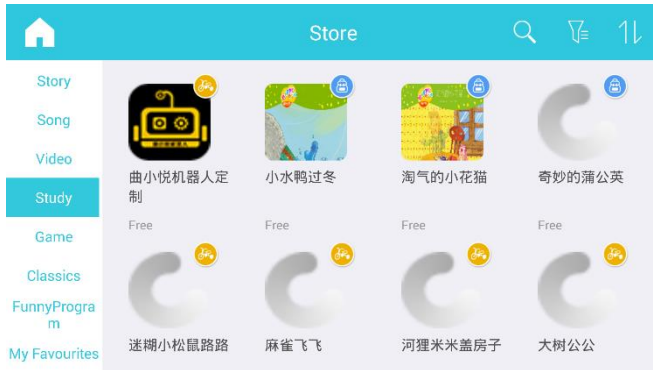 Store
Story
Song
Video
Study
Game
Classics
FunnyProgra
m
My Favourites
曲小悦机器人定
制
小水鸭过冬
淘气的小花猫
奇妙的蒲公英
Free
Free
Free
Free
迷糊小松鼠路路
麻雀飞飞
河狸米米盖房子
大树公公